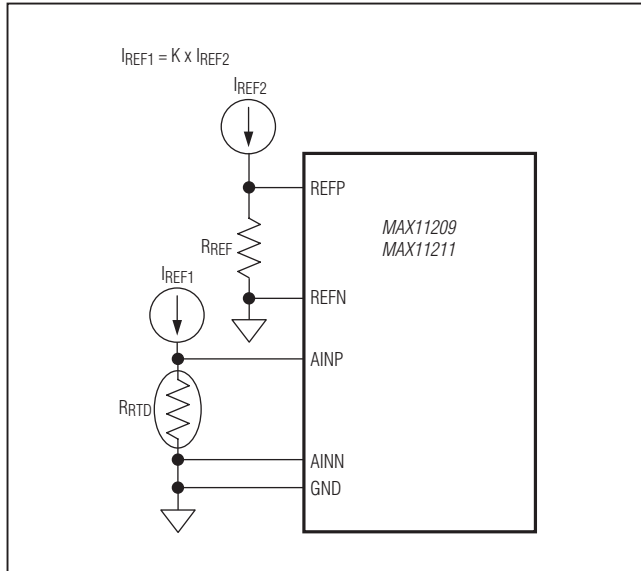 IREF1 = K x IREF2
IREF2
REFP
MAX11209
MAX11211
RREF
REFN
IREF1
AINP
RRTD
AINN
GND